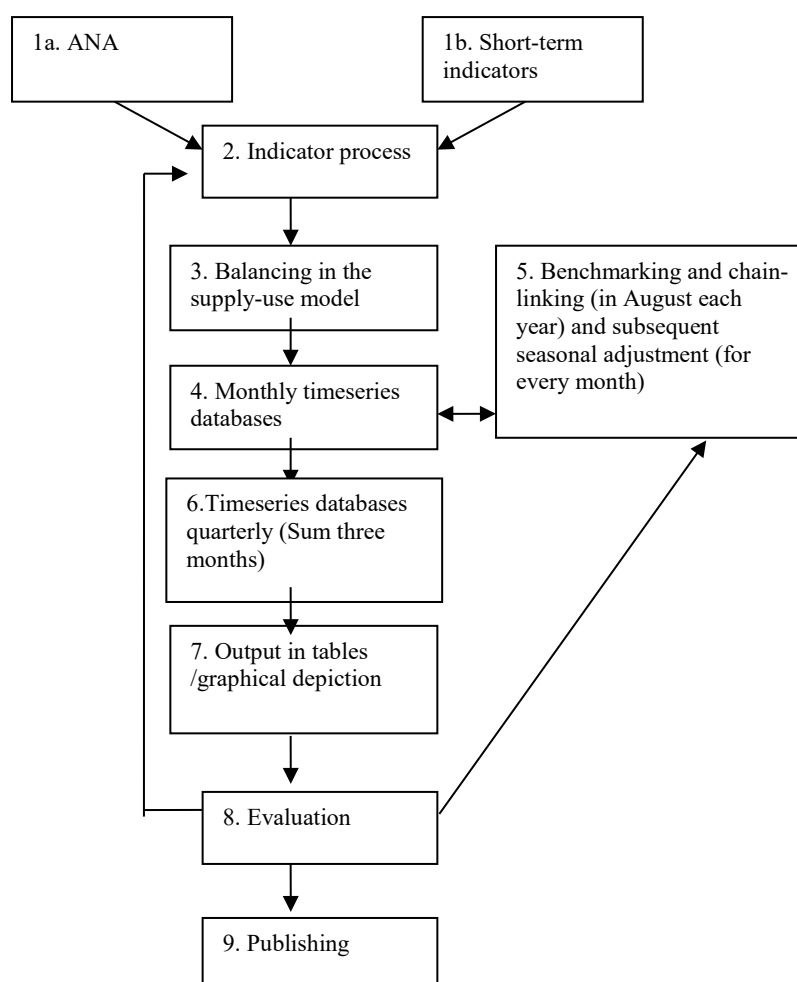 1a. ANA
1b. Short-term
indicators
2. Indicator process
3. Balancing in the
supply-use model
5. Benchmarking and chain-
linking (in August each
year) and subsequent
seasonal adjustment (for
every month)
4. Monthly timeseries
databases
6.Timeseries databases
quarterly (Sum three
months)
7. Output in tables
/graphical depiction
8. Evaluation
9. Publishing